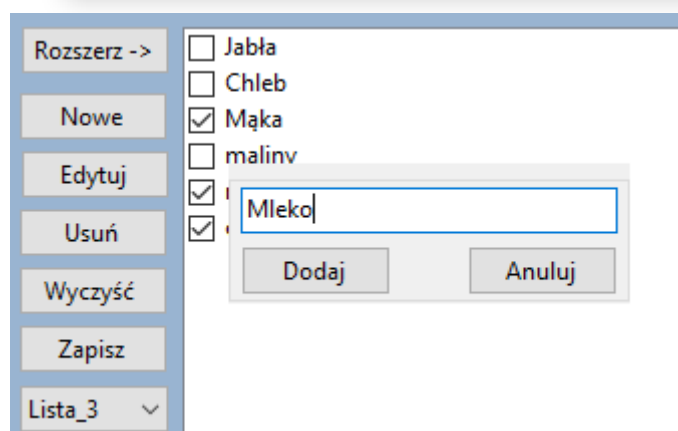 Rozszerz ->
Nowe
Edytuj
Usuń
Wyczyść
Zapisz
Lista_3
Jabła
Chleb
Mąka
maliny
Mleko
Dodaj
Anuluj